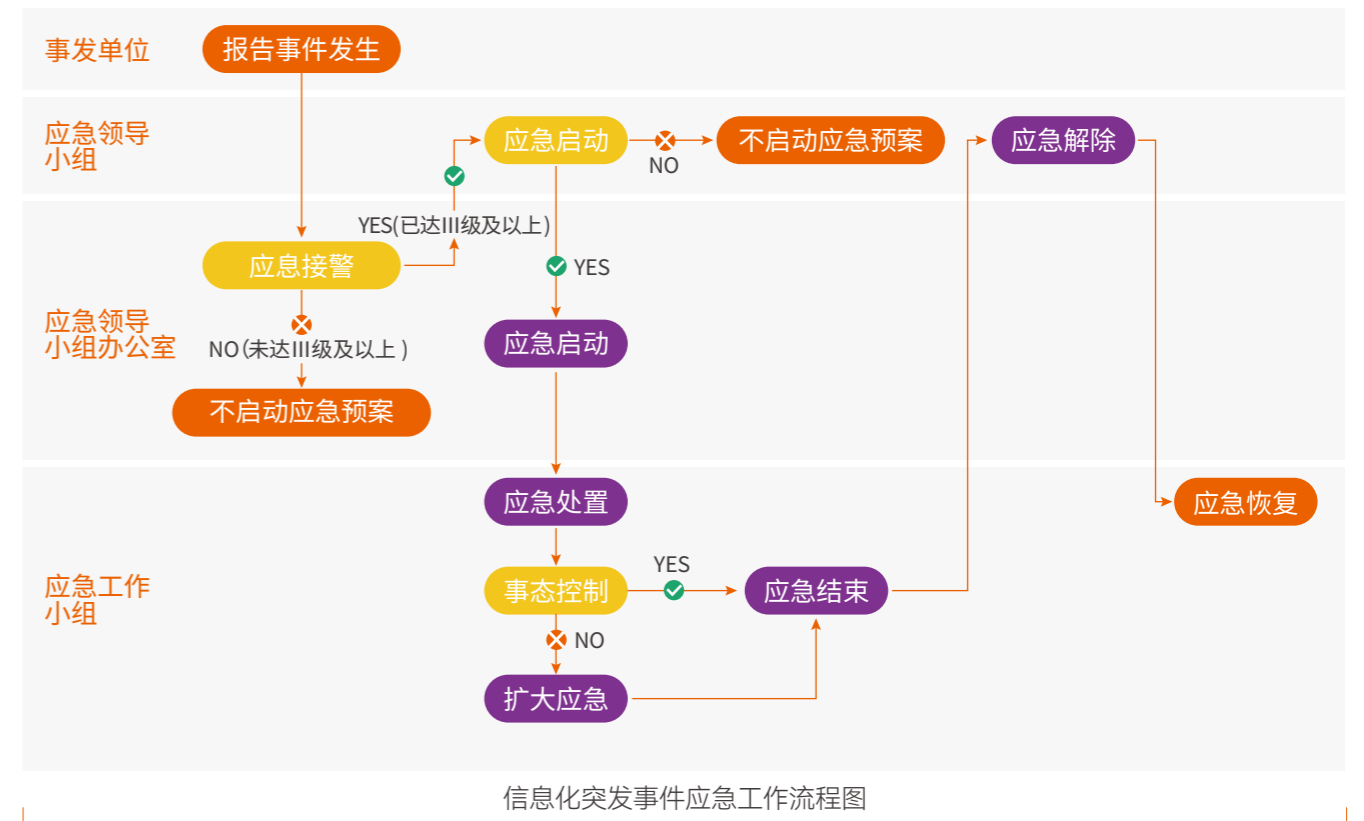 事发单位
报告事件发生
应急领导
小组
应急启动
NO
不启动应急预案
应急解除
YES(已达III级及以上)
应息接警
YES
应急领导
小组办公室
NO(未达III级及以上 )
应急启动
不启动应急预案
应急处置
应急恢复
应急工作
小组
事态控制
YES
应急结束
NO
扩大应急
信息化突发事件应急工作流程图